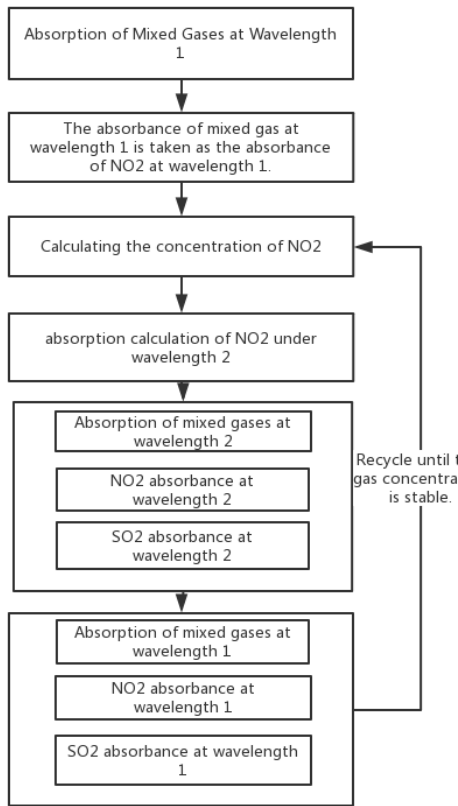 Absorption of Mixed Gases at Wavelength
1
The absorbance of mixed gas at
wavelength 1 is taken as the absorbance
of NO2 at wavelength 1.
Calculating the concentration of NO2
absorption calculation of NO2 under
wavelength 2
Absorption of mixed gases at
wavelength 2
NO2 absorbance at
wavelength 2
SO2 absorbance at
wavelength 2
Recycle until
gas
is stable.
Absorption of mixed gases at
wavelength 1
NO2 absorbance at
wavelength 1
SO2 absorbance at wavelength
1